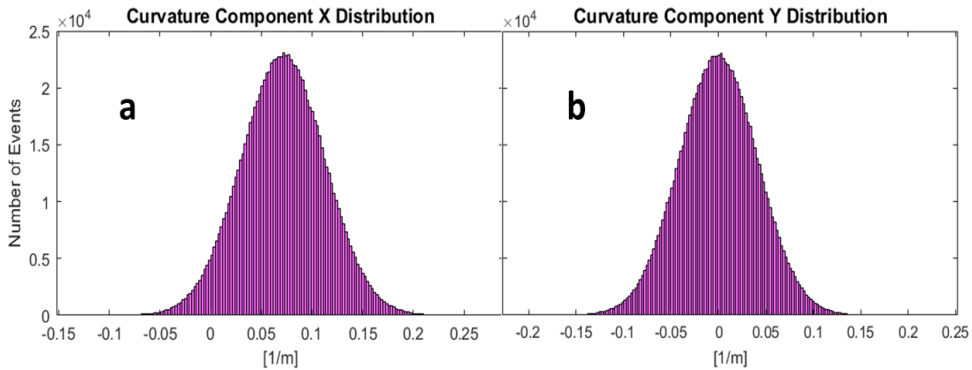 Curvature Component X Distribution
×10⁴
Number of Events
2.5
2
1.5
1
0.5
0
a
-0.15 -0.1 -0.05 0 0.05 0.1 0.15 0.2 0.25
[1/m]
Curvature Component Y Distribution
×10⁴
b
-0.2 -0.15 -0.1 -0.05 0 0.05 0.1 0.15 0.2 0.25
[1/m]